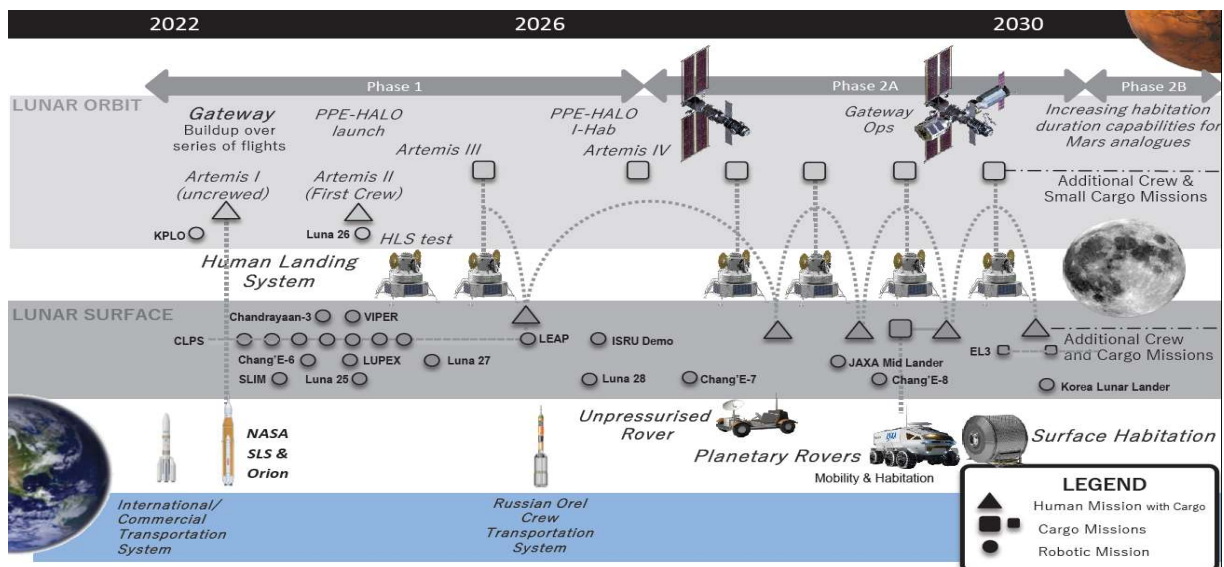 2022
2026
2030
Phase 1
Phase 2A
Phase 2B
LUNAR ORBIT
Gateway
Buildup over
series of flights
PPE-HALO
launch
PPE-HALO
I-Hab
Gateway
Ops
Increasing habitation
duration capabilities for
Mars analogues
Artemis III
Artemis IV
Artemis I
(uncrewed)
Artemis II
(First Crew)
Additional Crew &
Small Cargo Missions
KPLO
Luna 26
HLS test
Human Landing
System
LUNAR SURFACE
Chandrayaan-3
VIPER
CLPS
LEAP
ISRU Demo
Additional Crew
and Cargo Missions
EL3
Chang'E-6
LUPEX
Luna 27
JAXA Mid Lander
SLIM
Luna 25
Luna 28
Chang'E-7
Chang'E-8
Korea Lunar Lander
NASA
SLS &
Orion
Unpressurised
Rover
Planetary Rovers
Mobility & Habitation
Surface Habitation
International/
Commercial
Transportation
System
Russian Orel
Crew
Transportation
System
LEGEND
Human Mission with Cargo
Cargo Missions
Robotic Mission